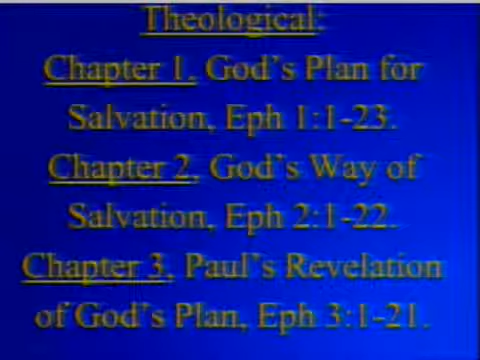 Theological:
Chapter 1, God's Plan for
Salvation, Eph 1:1-23.
Chapter 2, God's Way of
Salvation, Eph 2:1-22.
Chapter 3, Paul's Revelation
of God's Plan, Eph 3:1-21.